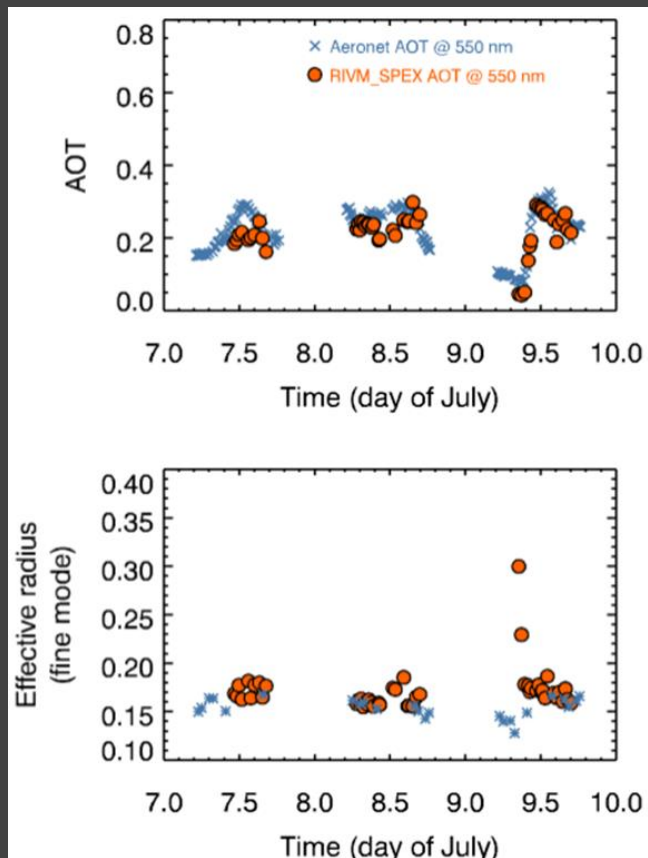 0.8
0.6
0.4
0.2
0.0
AOT
× Aeronet AOT @ 550 nm
RIVM_SPEX AOT @ 550 nm
7.0 7.5 8.0 8.5 9.0 9.5 10.0
Time (day of July)
0.40
0.35
0.30
0.25
0.20
0.15
0.10
Effective radius
(fine mode)
7.0 7.5 8.0 8.5 9.0 9.5 10.0
Time (day of July)